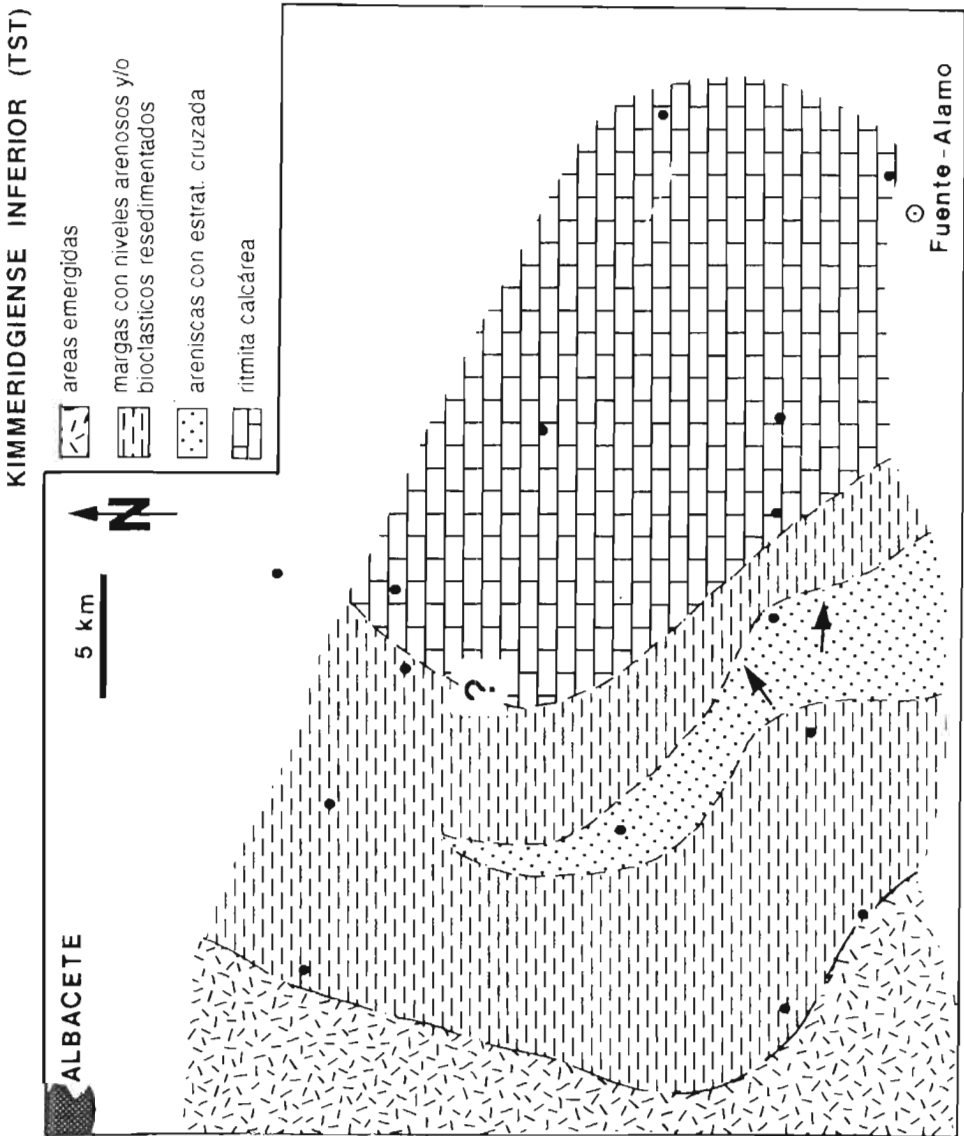 KIMMERIDGIENSE INFERIOR (TST)
areas emergidas
margas con niveles arenosos y/o
bioclasticos resedimentados
areniscas con estrat. cruzada
ritmita calcárea
ALBACETE
5 km
N
?
Fuente-Alamo